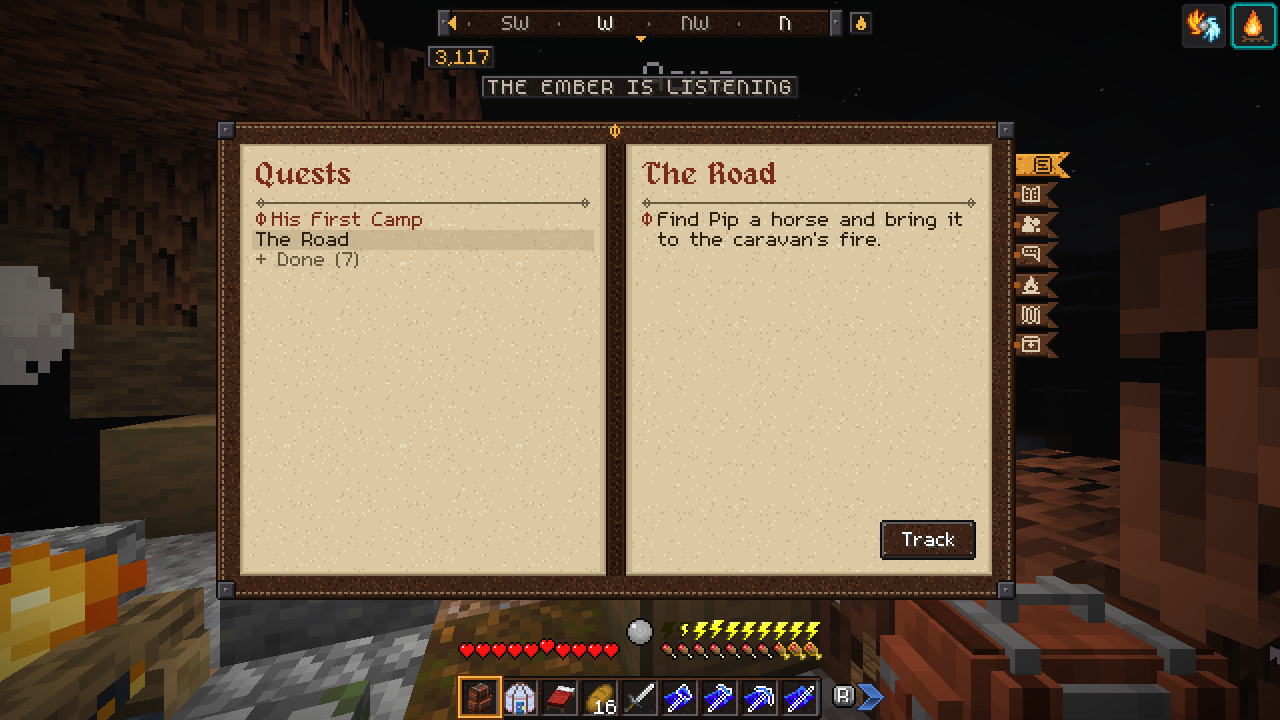 SW W NW N
3,117
THE EMBER IS LISTENING
Quests
His First Camp
The Road
+ Done (7)
The Road
Find Pip a horse and bring it
to the caravan's fire.
Track
16
R